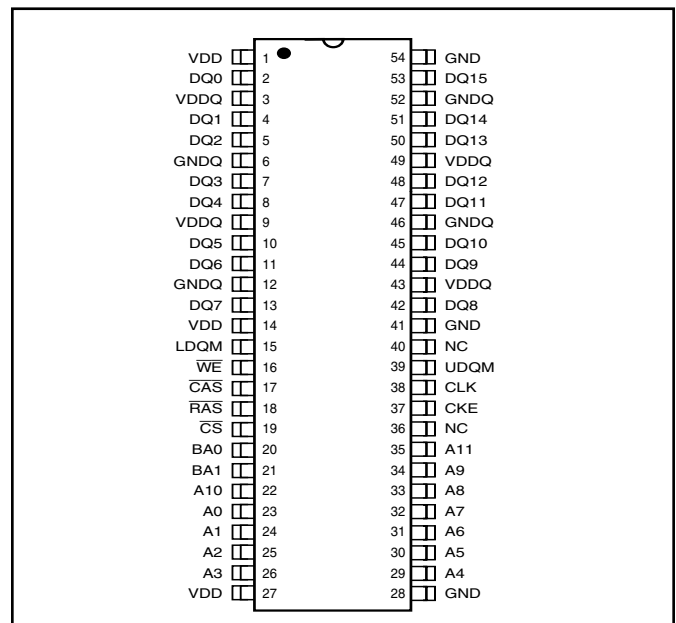 VDD 1 54 GND
DQ0 2 53 DQ15
VDDQ 3 52 GNDQ
DQ1 4 51 DQ14
DQ2 5 50 DQ13
GNDQ 6 49 VDDQ
DQ3 7 48 DQ12
DQ4 8 47 DQ11
VDDQ 9 46 GNDQ
DQ5 10 45 DQ10
DQ6 11 44 DQ9
GNDQ 12 43 VDDQ
DQ7 13 42 DQ8
VDD 14 41 GND
LDQM 15 40 NC
W̅E̅ 16 39 UDQM
C̅A̅S̅ 17 38 CLK
R̅A̅S̅ 18 37 CKE
C̅S̅ 19 36 NC
BA0 20 35 A11
BA1 21 34 A9
A10 22 33 A8
A0 23 32 A7
A1 24 31 A6
A2 25 30 A5
A3 26 29 A4
VDD 27 28 GND